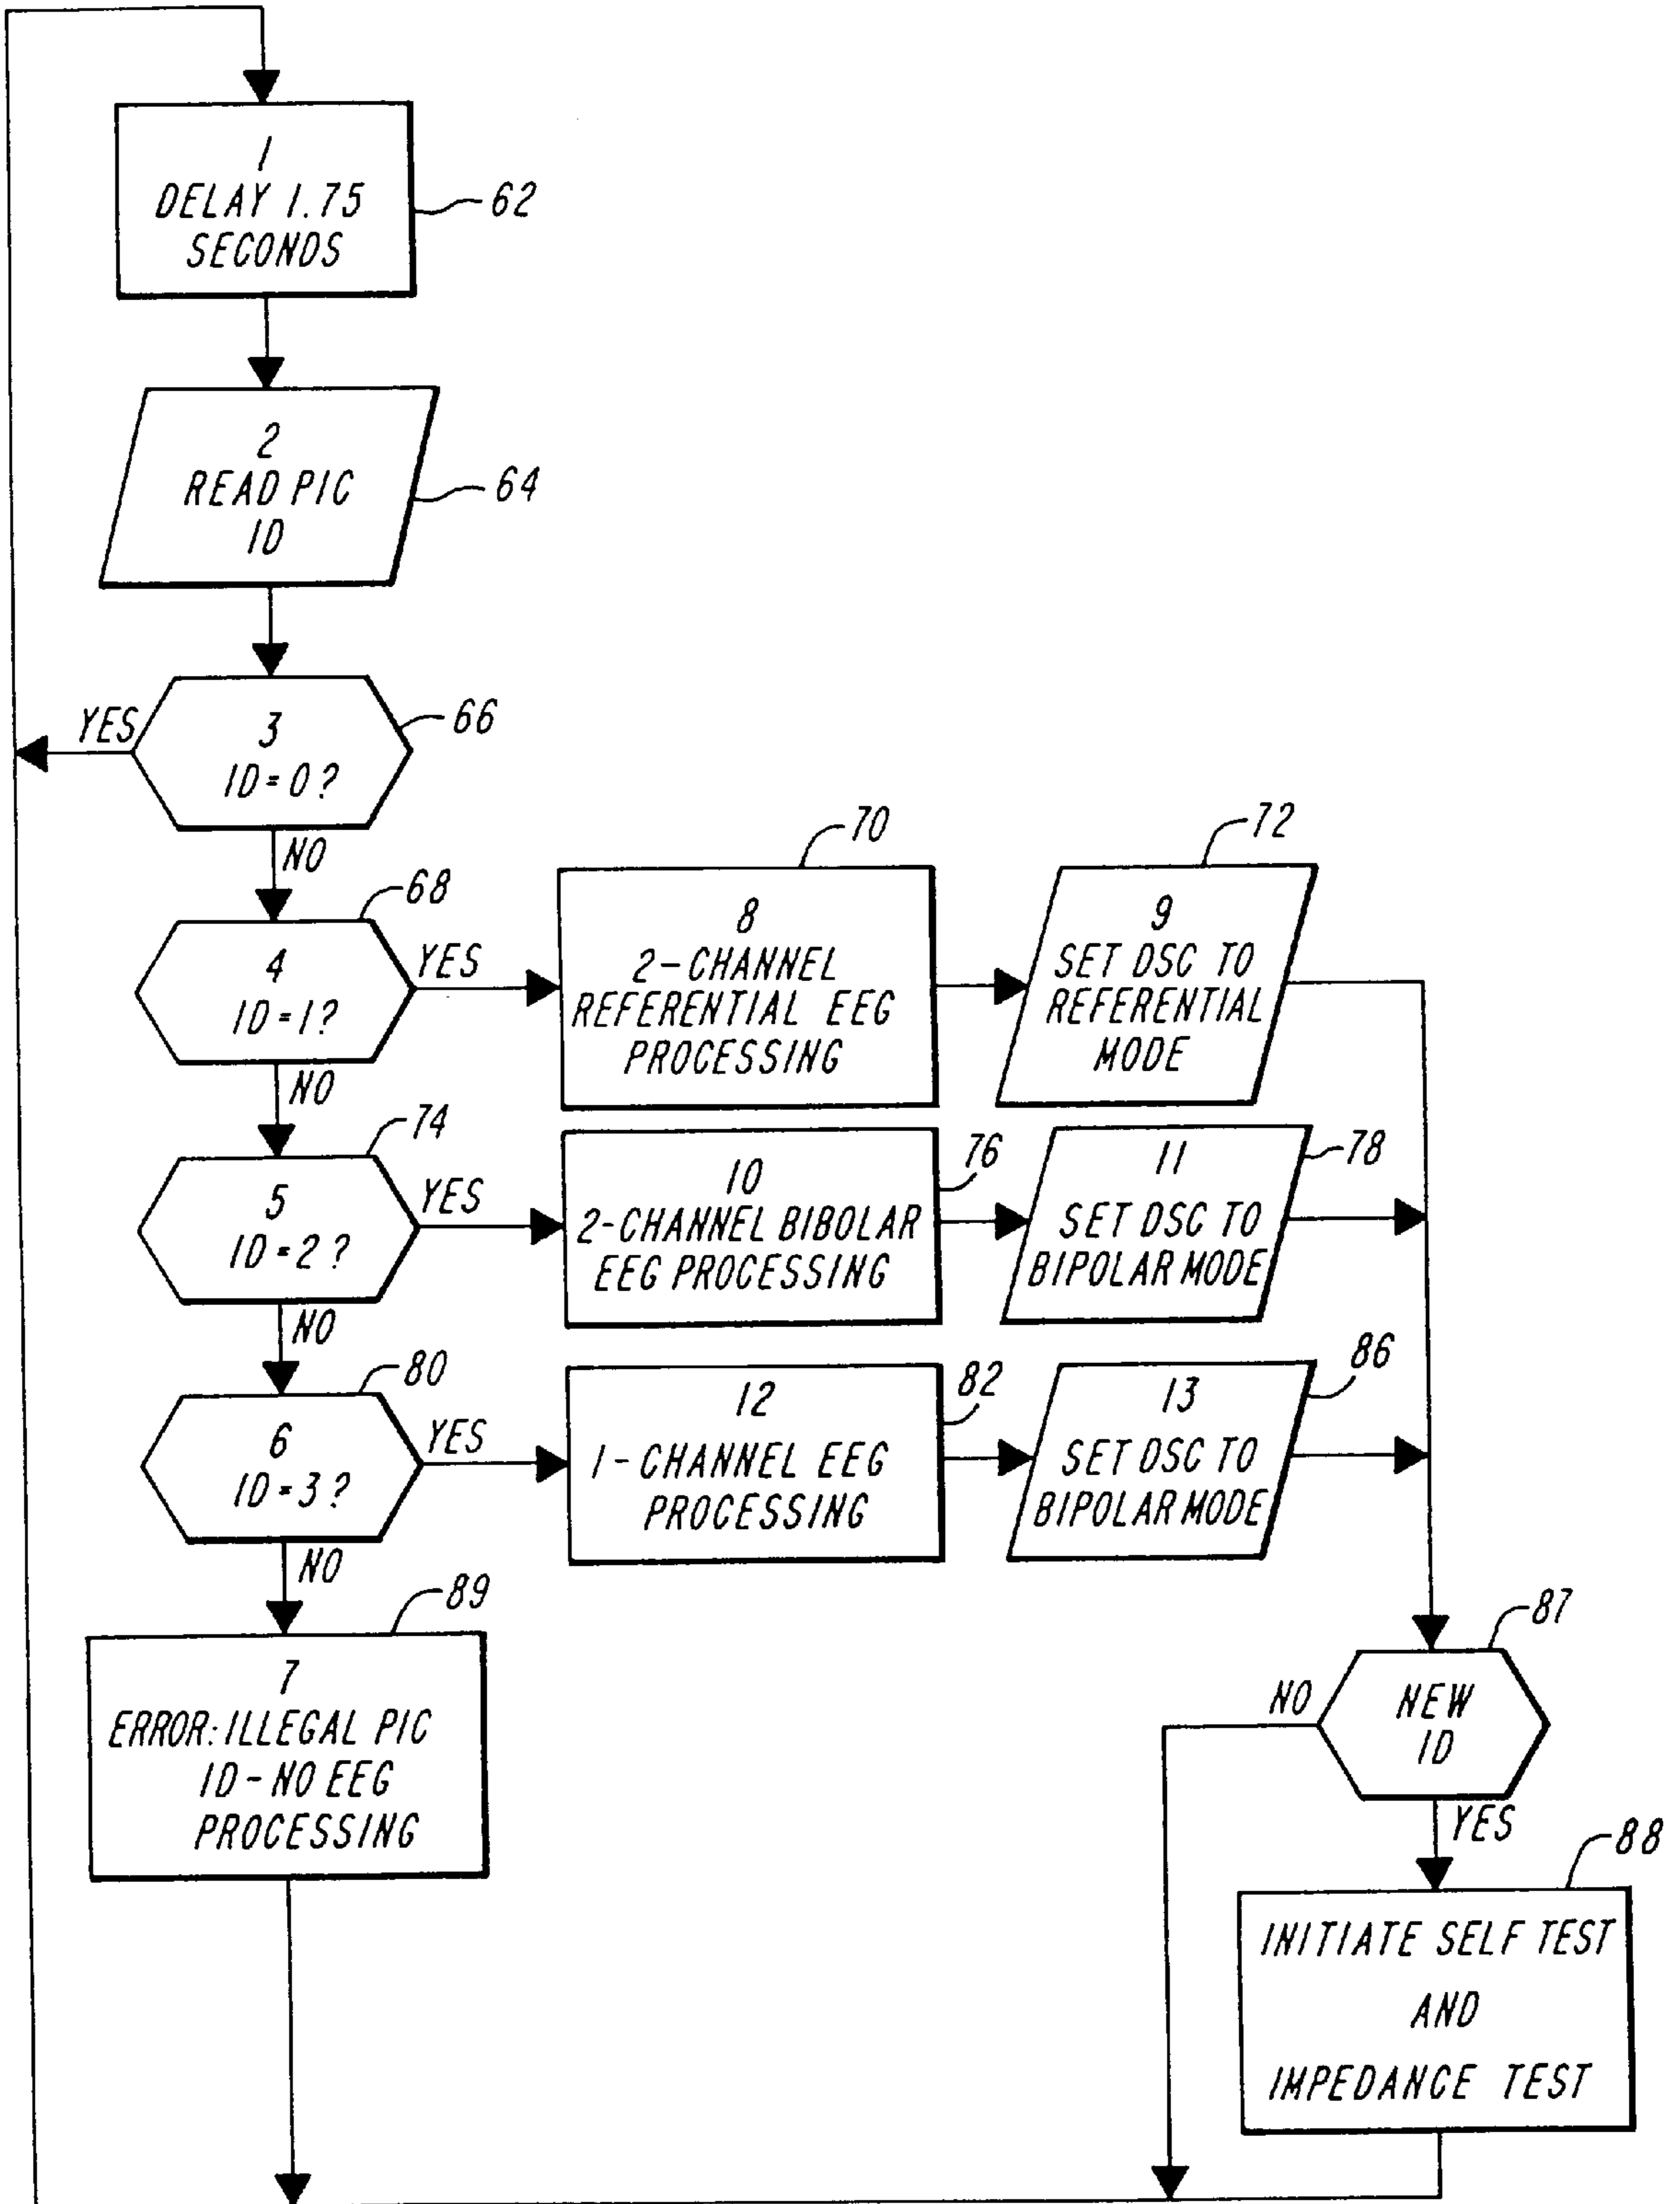 1
DELAY 1.75
SECONDS
62
2
READ PIC
ID
64
3
ID=0?
66
YES
NO
68
4
ID=1?
YES
NO
70
8
2-CHANNEL
REFERENTIAL EEG
PROCESSING
72
9
SET DSC TO
REFERENTIAL
MODE
74
5
ID=2?
YES
NO
76
10
2-CHANNEL BIBOLAR
EEG PROCESSING
78
11
SET DSC TO
BIPOLAR MODE
80
6
ID=3?
YES
NO
82
12
1-CHANNEL EEG
PROCESSING
86
13
SET DSC TO
BIPOLAR MODE
89
7
ERROR:ILLEGAL PIC
ID-NO EEG
PROCESSING
87
NEW
ID
NO
YES
88
INITIATE SELF TEST
AND
IMPEDANCE TEST